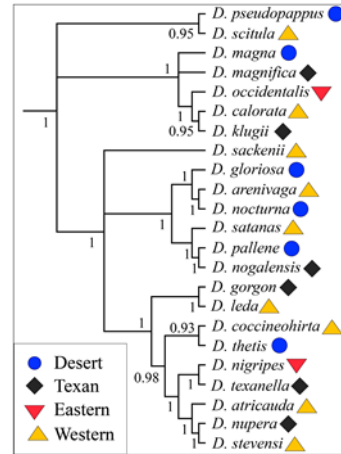 D. pseudopappus
0.95
D. scitula
D. magna
1
D. magnifica
D. occidentalis
1
1
D. calorata
0.95
D. klugii
1
D. sackenii
D. gloriosa
1
D. arenivaga
1
D. nocturna
1
D. satanas
1
D. pallene
1
D. nogalensis
1
D. gorgon
1
D. leda
0.93
D. coccineohirta
1
D. thetis
D. nigripes
0.98
1
D. texanella
1
D. atricauda
1
D. nupera
1
D. stevensi
Desert
Texan
Eastern
Western